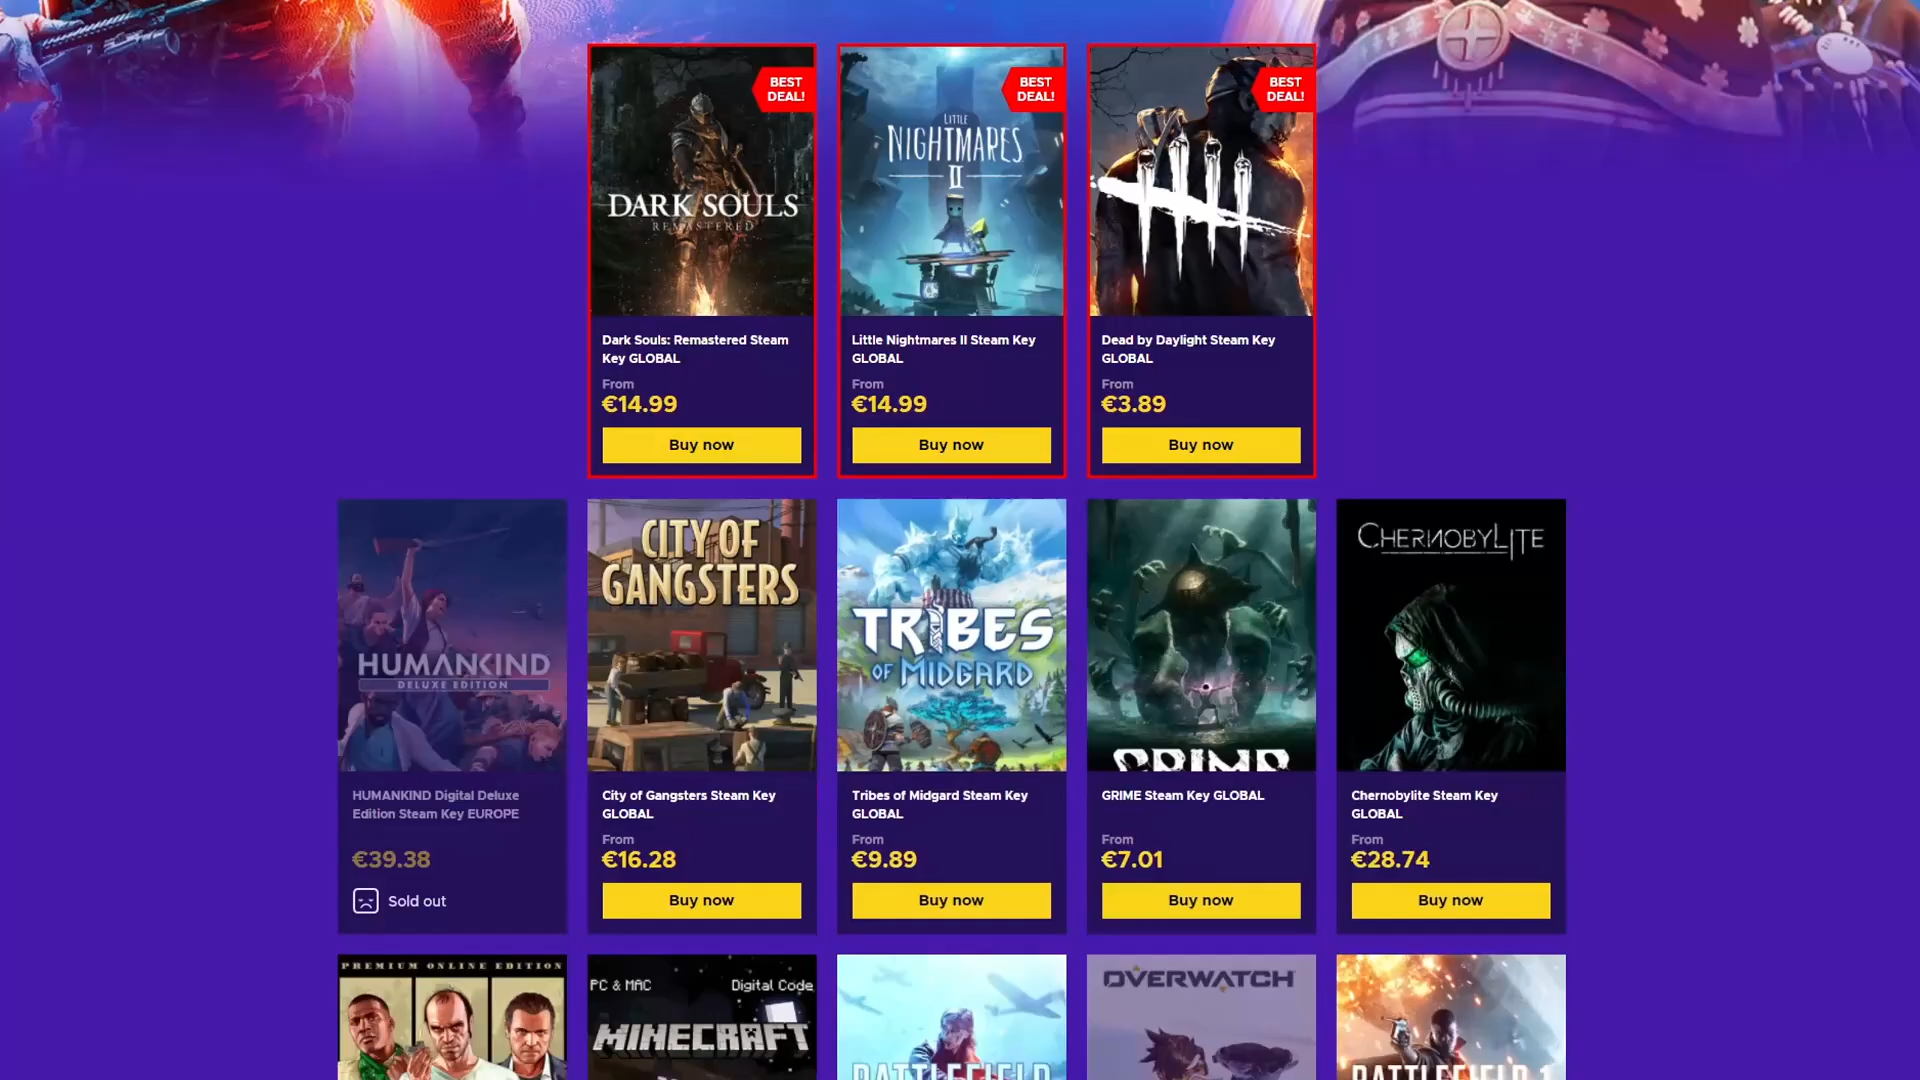 BEST
DEAL!
DARK SOULS
REMASTERED
Dark Souls: Remastered Steam
Key GLOBAL
From
€14.99
Buy now
BEST
DEAL!
LITTLE
NIGHTMARES
II
Little Nightmares II Steam Key
GLOBAL
From
€14.99
Buy now
BEST
DEAL!
Dead by Daylight Steam Key
GLOBAL
From
€3.89
Buy now
HUMANKIND
DELUXE EDITION
HUMANKIND Digital Deluxe
Edition Steam Key EUROPE
€39.38
Sold out
CITY OF
GANGSTERS
City of Gangsters Steam Key
GLOBAL
From
€16.28
Buy now
TRIBES
OF MIDGARD
Tribes of Midgard Steam Key
GLOBAL
From
€9.89
Buy now
GRIME
GRIME Steam Key GLOBAL
From
€7.01
Buy now
CHERNOBYLITE
Chernobylite Steam Key
GLOBAL
From
€28.74
Buy now
PREMIUM ONLINE EDITION
PC & MAC
Digital Code
MINECRAFT
BATTLEFIELD
OVERWATCH
BATTLEFIELD 1